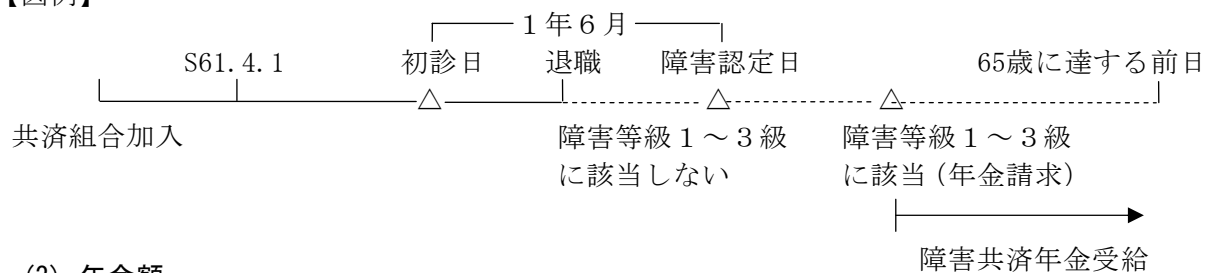 【図例】
1年6月
S61.4.1 初診日 退職 障害認定日 65歳に達する前日
共済組合加入 障害等級1～3級 障害等級1～3級
に該当しない に該当(年金請求)
障害共済年金受給
(3) 年金額